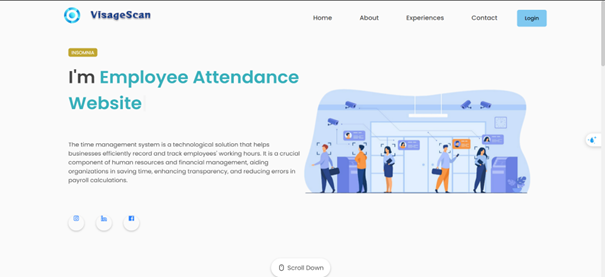 VisageScan
Home About Experiences Contact Login
INSOMNIA
I'm Employee Attendance
Website
The time management system is a technological solution that helps
businesses efficiently record and track employees' working hours. It is a crucial
component of human resources and financial management, aiding
organizations in saving time, enhancing transparency, and reducing errors in
payroll calculations.
Scroll Down